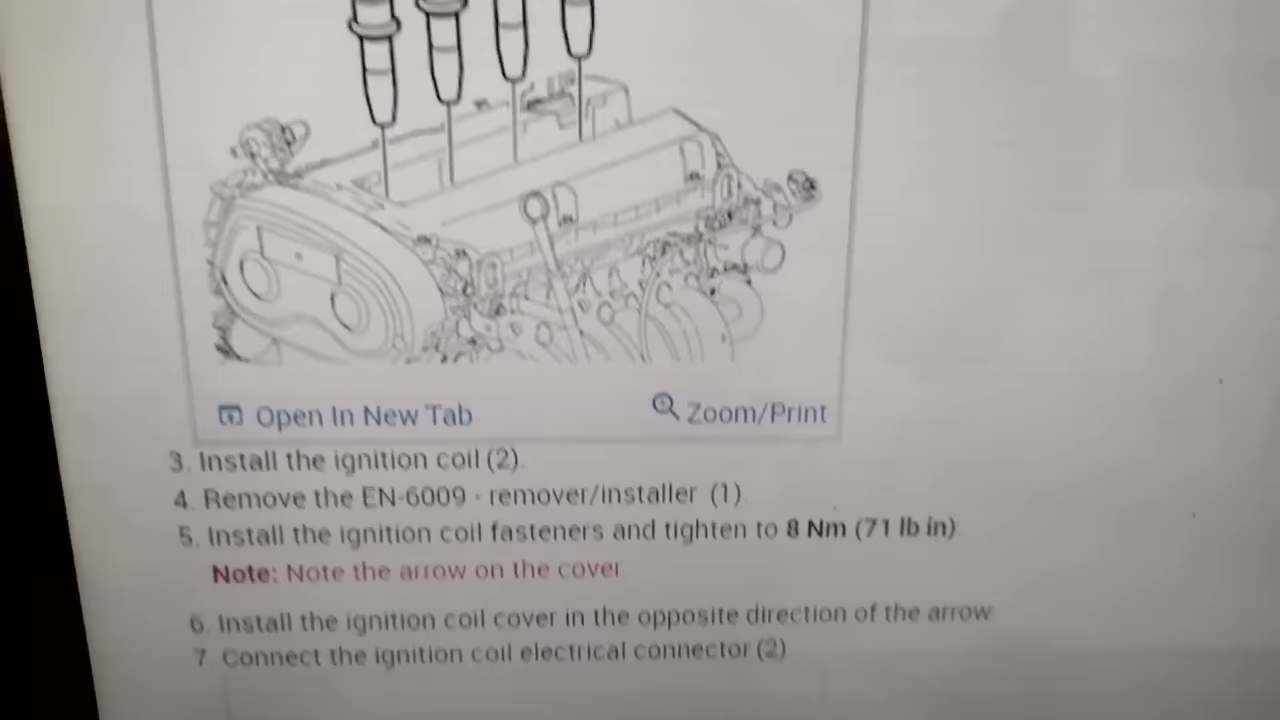 Open In New Tab
Zoom/Print
3. Install the ignition coil (2).
4. Remove the EN-6009 - remover/installer (1).
5. Install the ignition coil fasteners and tighten to 8 Nm (71 lb in)
Note: Note the arrow on the cover
6. Install the ignition coil cover in the opposite direction of the arrow
7. Connect the ignition coil electrical connector (2)